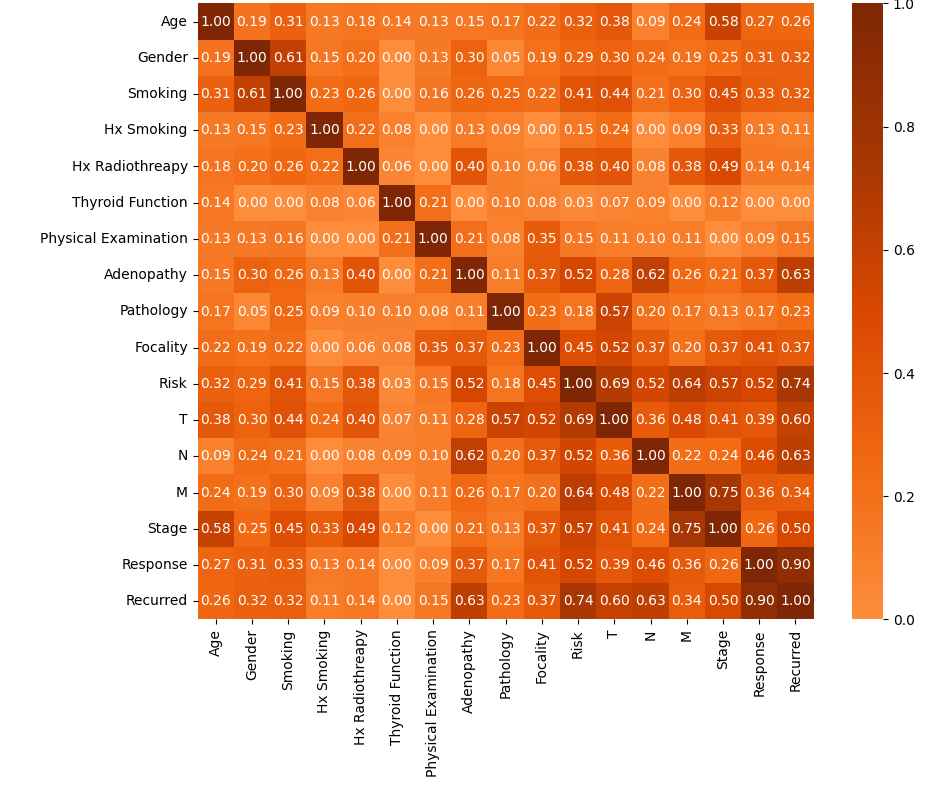 Age 1.00 0.19 0.31 0.13 0.18 0.14 0.13 0.15 0.17 0.22 0.32 0.38 0.09 0.24 0.58 0.27 0.26
Gender 0.19 1.00 0.61 0.15 0.20 0.00 0.13 0.30 0.05 0.19 0.29 0.30 0.24 0.19 0.25 0.31 0.32
Smoking 0.31 0.61 1.00 0.23 0.26 0.00 0.16 0.26 0.25 0.22 0.41 0.44 0.21 0.30 0.45 0.33 0.32
Hx Smoking 0.13 0.15 0.23 1.00 0.22 0.08 0.00 0.13 0.09 0.00 0.15 0.24 0.00 0.09 0.33 0.13 0.11
Hx Radiothreapy 0.18 0.20 0.26 0.22 1.00 0.06 0.00 0.40 0.10 0.06 0.38 0.40 0.08 0.38 0.49 0.14 0.14
Thyroid Function 0.14 0.00 0.00 0.08 0.06 1.00 0.21 0.00 0.10 0.08 0.03 0.07 0.09 0.00 0.12 0.00 0.00
Physical Examination 0.13 0.13 0.16 0.00 0.00 0.21 1.00 0.21 0.08 0.35 0.15 0.11 0.10 0.11 0.00 0.09 0.15
Adenopathy 0.15 0.30 0.26 0.13 0.40 0.00 0.21 1.00 0.11 0.37 0.52 0.28 0.62 0.26 0.21 0.37 0.63
Pathology 0.17 0.05 0.25 0.09 0.10 0.10 0.08 0.11 1.00 0.23 0.18 0.57 0.20 0.17 0.13 0.17 0.23
Focality 0.22 0.19 0.22 0.00 0.06 0.08 0.35 0.37 0.23 1.00 0.45 0.52 0.37 0.20 0.37 0.41 0.37
Risk 0.32 0.29 0.41 0.15 0.38 0.03 0.15 0.52 0.18 0.45 1.00 0.69 0.52 0.64 0.57 0.52 0.74
T 0.38 0.30 0.44 0.24 0.40 0.07 0.11 0.28 0.57 0.52 0.69 1.00 0.36 0.48 0.41 0.39 0.60
N 0.09 0.24 0.21 0.00 0.08 0.09 0.10 0.62 0.20 0.37 0.52 0.36 1.00 0.22 0.24 0.46 0.63
M 0.24 0.19 0.30 0.09 0.38 0.00 0.11 0.26 0.17 0.20 0.64 0.48 0.22 1.00 0.75 0.36 0.34
Stage 0.58 0.25 0.45 0.33 0.49 0.12 0.00 0.21 0.13 0.37 0.57 0.41 0.24 0.75 1.00 0.26 0.50
Response 0.27 0.31 0.33 0.13 0.14 0.00 0.09 0.37 0.17 0.41 0.52 0.39 0.46 0.36 0.26 1.00 0.90
Recurred 0.26 0.32 0.32 0.11 0.14 0.00 0.15 0.63 0.23 0.37 0.74 0.60 0.63 0.34 0.50 0.90 1.00
Age
Gender
Smoking
Hx Smoking
Hx Radiothreapy
Thyroid Function
Physical Examination
Adenopathy
Pathology
Focality
Risk
T
N
M
Stage
Response
Recurred
1.0
0.8
0.6
0.4
0.2
0.0